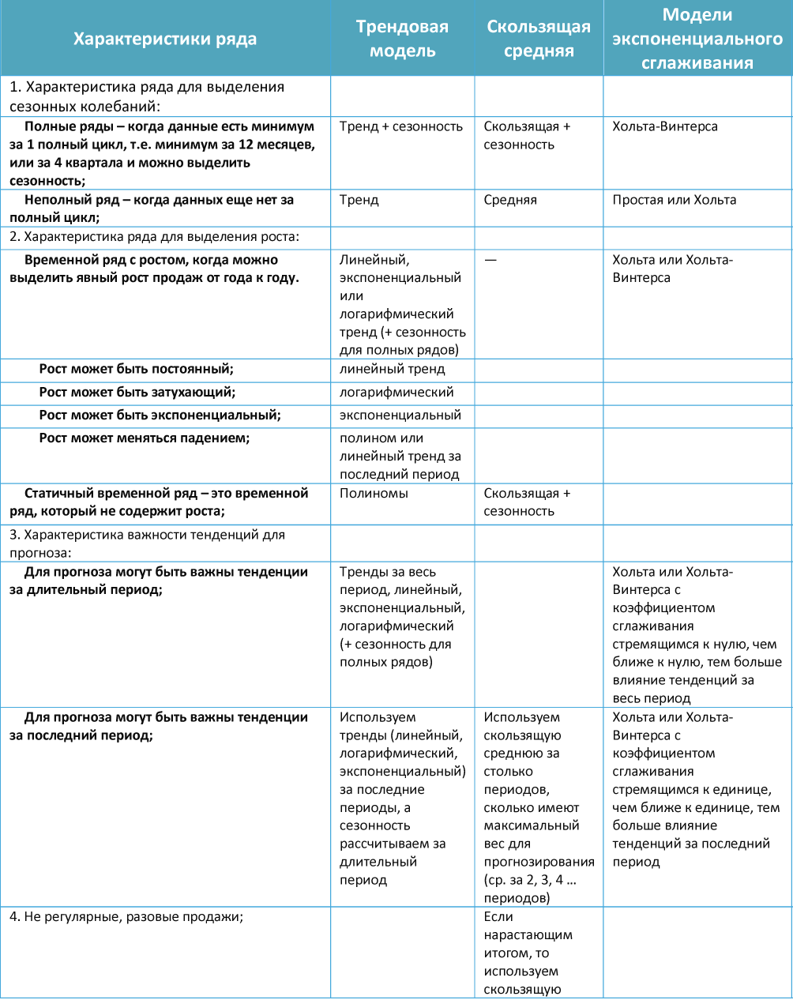 Характеристики ряда
Трендовая
модель
Скользящая
средняя
Модели
экспоненциального
сглаживания
1. Характеристика ряда для выделения
сезонных колебаний:
Полные ряды – когда данные есть минимум
за 1 полный цикл, т.е. минимум за 12 месяцев,
или за 4 квартала и можно выделить
сезонность;
Тренд + сезонность
Скользящая +
сезонность
Хольта-Винтерса
Неполный ряд – когда данных еще нет за
полный цикл;
Тренд
Средняя
Простая или Хольта
2. Характеристика ряда для выделения роста:
Временной ряд с ростом, когда можно
выделить явный рост продаж от года к году.
Линейный,
экспоненциальный
или
логарифмический
тренд (+ сезонность
для полных рядов)
—
Хольта или Хольта-
Винтерса
Рост может быть постоянный;
линейный тренд
Рост может быть затухающий;
логарифмический
Рост может быть экспоненциальный;
экспоненциальный
Рост может меняться падением;
полином или
линейный тренд за
последний период
Статичный временной ряд – это временной
ряд, который не содержит роста;
Полиномы
Скользящая +
сезонность
3. Характеристика важности тенденций для
прогноза:
Для прогноза могут быть важны тенденции
за длительный период;
Тренды за весь
период, линейный,
экспоненциальный,
логарифмический
(+ сезонность для
полных рядов)
Хольта или Хольта-
Винтерса с
коэффициентом
сглаживания
стремящимся к нулю, чем
ближе к нулю, тем больше
влияние тенденций за
весь период
Для прогноза могут быть важны тенденции
за последний период;
Используем
тренды (линейный,
логарифмический,
экспоненциальный)
за последние
периоды, а
сезонность
рассчитываем за
длительный
период
Используем
скользящую
среднюю за
столько
периодов,
сколько имеют
максимальный
вес для
прогнозирования
(ср. за 2, 3, 4 ...
периодов)
Хольта или Хольта-
Винтерса с
коэффициентом
сглаживания
стремящимся к единице,
чем ближе к единице, тем
больше влияние
тенденций за последний
период
4. Не регулярные, разовые продажи;
Если
нарастающим
итогом, то
используем
скользящую